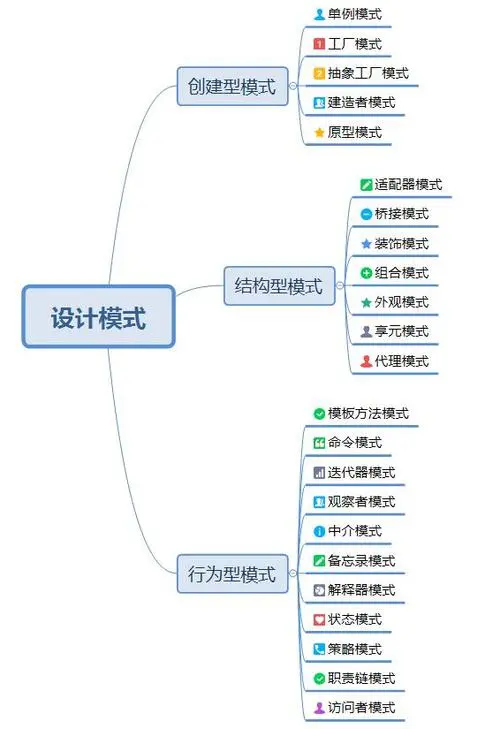 设计模式
创建型模式
单例模式
1 工厂模式
2 抽象工厂模式
建造者模式
原型模式
结构型模式
适配器模式
桥接模式
装饰模式
组合模式
外观模式
享元模式
代理模式
行为型模式
模板方法模式
命令模式
迭代器模式
观察者模式
中介模式
备忘录模式
解释器模式
状态模式
策略模式
职责链模式
访问者模式